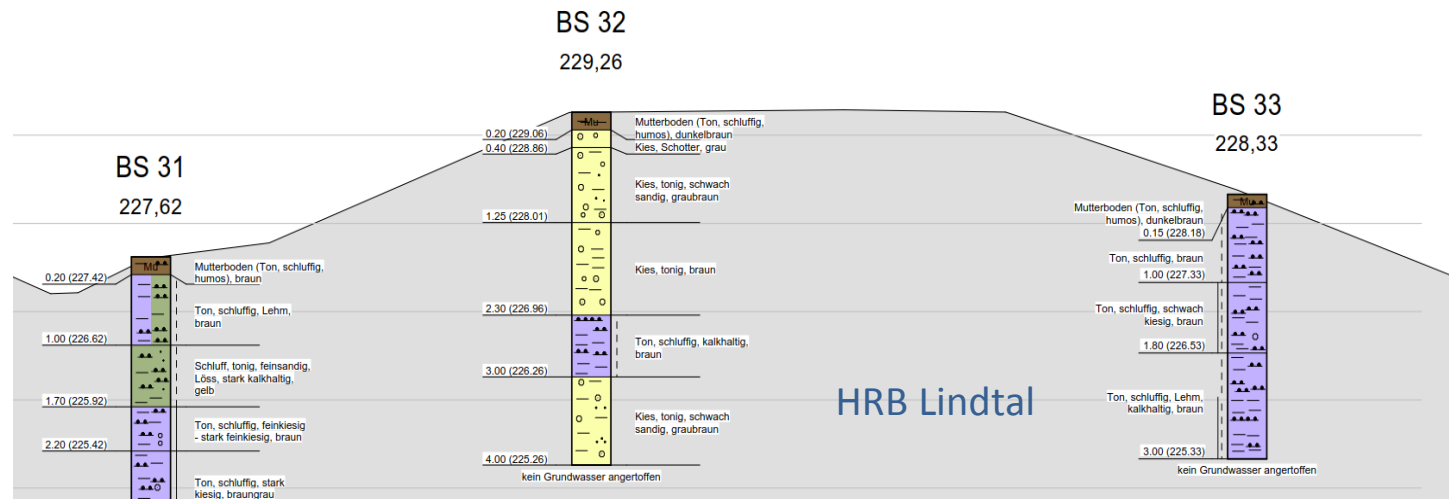 BS 31
227,62
Mu
0.20 (227.42)
Mutterboden (Ton, schluffig,
humos), braun
Ton, schluffig, Lehm,
braun
1.00 (226.62)
Schluff, tonig, feinsandig,
Löss, stark kalkhaltig,
gelb
1.70 (225.92)
Ton, schluffig, feinkiesig
- stark feinkiesig, braun
2.20 (225.42)
Ton, schluffig, stark
kiesig, braungrau
BS 32
229,26
Mu
Mutterboden (Ton, schluffig,
humos), dunkelbraun
0.20 (229.06)
Kies, Schotter, grau
0.40 (228.86)
Kies, tonig, schwach
sandig, graubraun
1.25 (228.01)
Kies, tonig, braun
2.30 (226.96)
Ton, schluffig, kalkhaltig,
braun
3.00 (226.26)
Kies, tonig, schwach
sandig, graubraun
4.00 (225.26)
kein Grundwasser angertoffen
HRB Lindtal
BS 33
228,33
Mu
Mutterboden (Ton, schluffig,
humos), dunkelbraun
0.15 (228.18)
Ton, schluffig, braun
1.00 (227.33)
Ton, schluffig, schwach
kiesig, braun
1.80 (226.53)
Ton, schluffig, Lehm,
kalkhaltig, braun
3.00 (225.33)
kein Grundwasser angertoffen